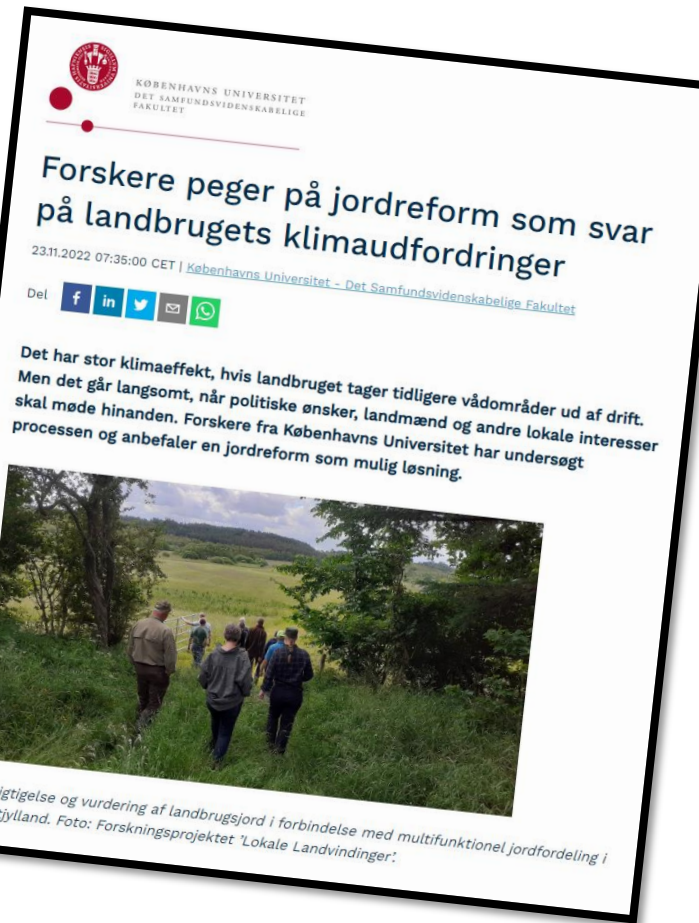 KØBENHAVNS UNIVERSITET
DET SAMFUNDSVIDENSKABELIGE
FAKULTET
Forskere peger på jordreform som svar
på landbrugets klimaudfordringer
23.11.2022 07:35:00 CET | Københavns Universitet - Det Samfundsvidenskabelige Fakultet
Del
Det har stor klimaeffekt, hvis landbruget tager tidligere vådområder ud af drift.
Men det går langsomt, når politiske ønsker, landmænd og andre lokale interesser
skal møde hinanden. Forskere fra Københavns Universitet har undersøgt
processen og anbefaler en jordreform som mulig løsning.
og vurdering af landbrugsjord i forbindelse med multifunktionel jordfordeling i
Foto: Forskningsprojektet 'Lokale Landvindinger'.